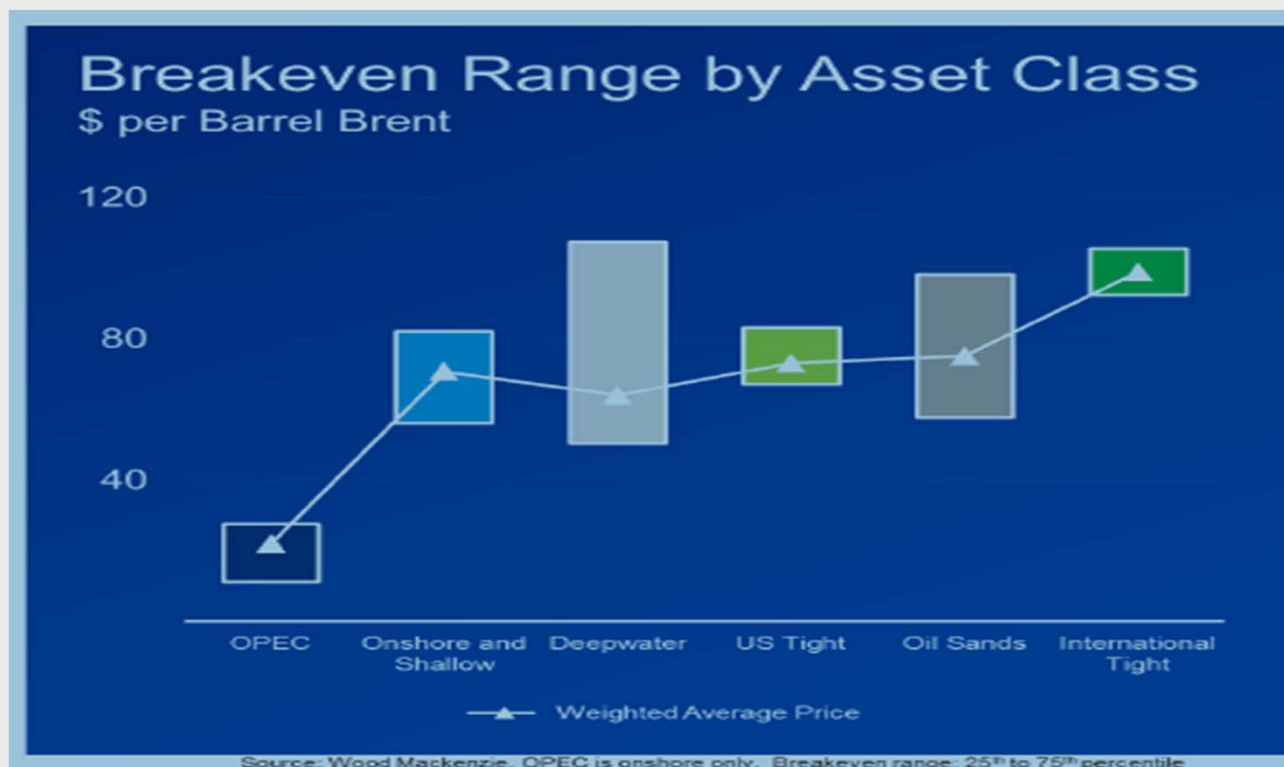 Breakeven Range by Asset Class
$ per Barrel Brent
120
80
40
OPEC
Onshore and
Shallow
Deepwater
US Tight
Oil Sands
International
Tight
Weighted Average Price
Source: Wood Mackenzie. OPEC is onshore only. Breakeven range: 25th to 75th percentile